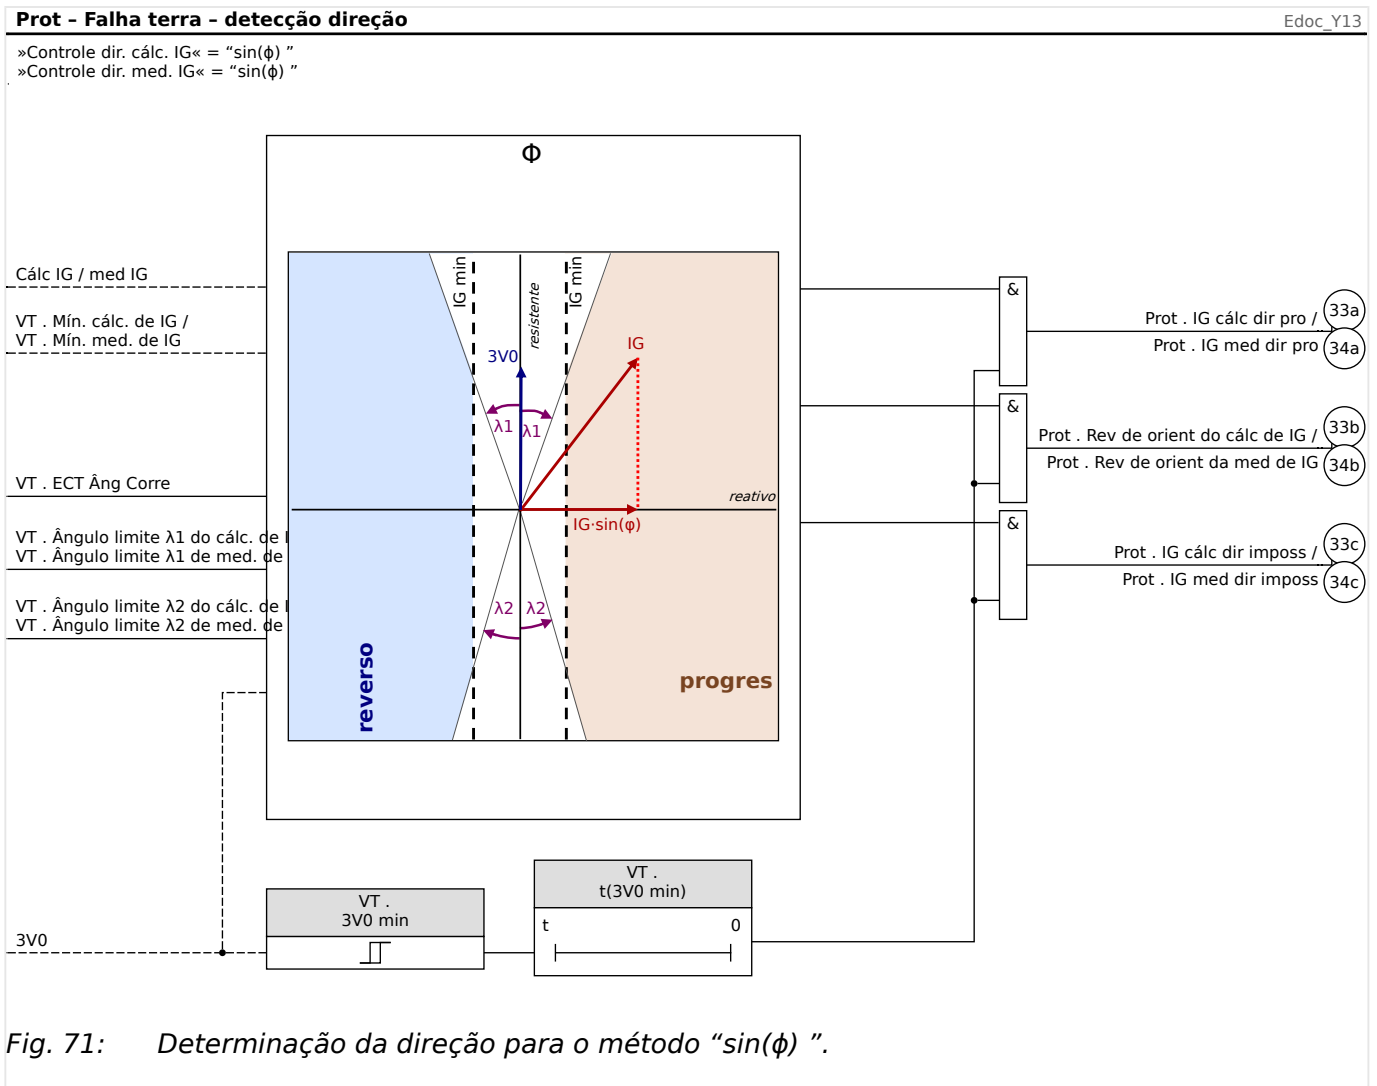 Prot – Falha terra – detecção direção
Edoc_Y13
»Controle dir. cálc. IG« = “sin(ϕ) ”
»Controle dir. med. IG« = “sin(ϕ) ”
Φ
Cálc IG / med IG
VT . Mín. cálc. de IG /
VT . Mín. med. de IG
VT . ECT Âng Corre
VT . Ângulo limite λ1 do cálc. de I
VT . Ângulo limite λ1 de med. de
VT . Ângulo limite λ2 do cálc. de I
VT . Ângulo limite λ2 de med. de
3V0
IG min
resistente
IG min
3V0
IG
λ1
λ1
reativo
IG·sin(φ)
λ2
λ2
reverso
progres
&
Prot . IG cálc dir pro /
Prot . IG med dir pro
33a
34a
&
Prot . Rev de orient do cálc de IG /
Prot . Rev de orient da med de IG
33b
34b
&
Prot . IG cálc dir imposs /
Prot . IG med dir imposs
33c
34c
VT .
3V0 min
VT .
t(3V0 min)
t
0
Fig. 71: Determinação da direção para o método “sin(ϕ) ”.